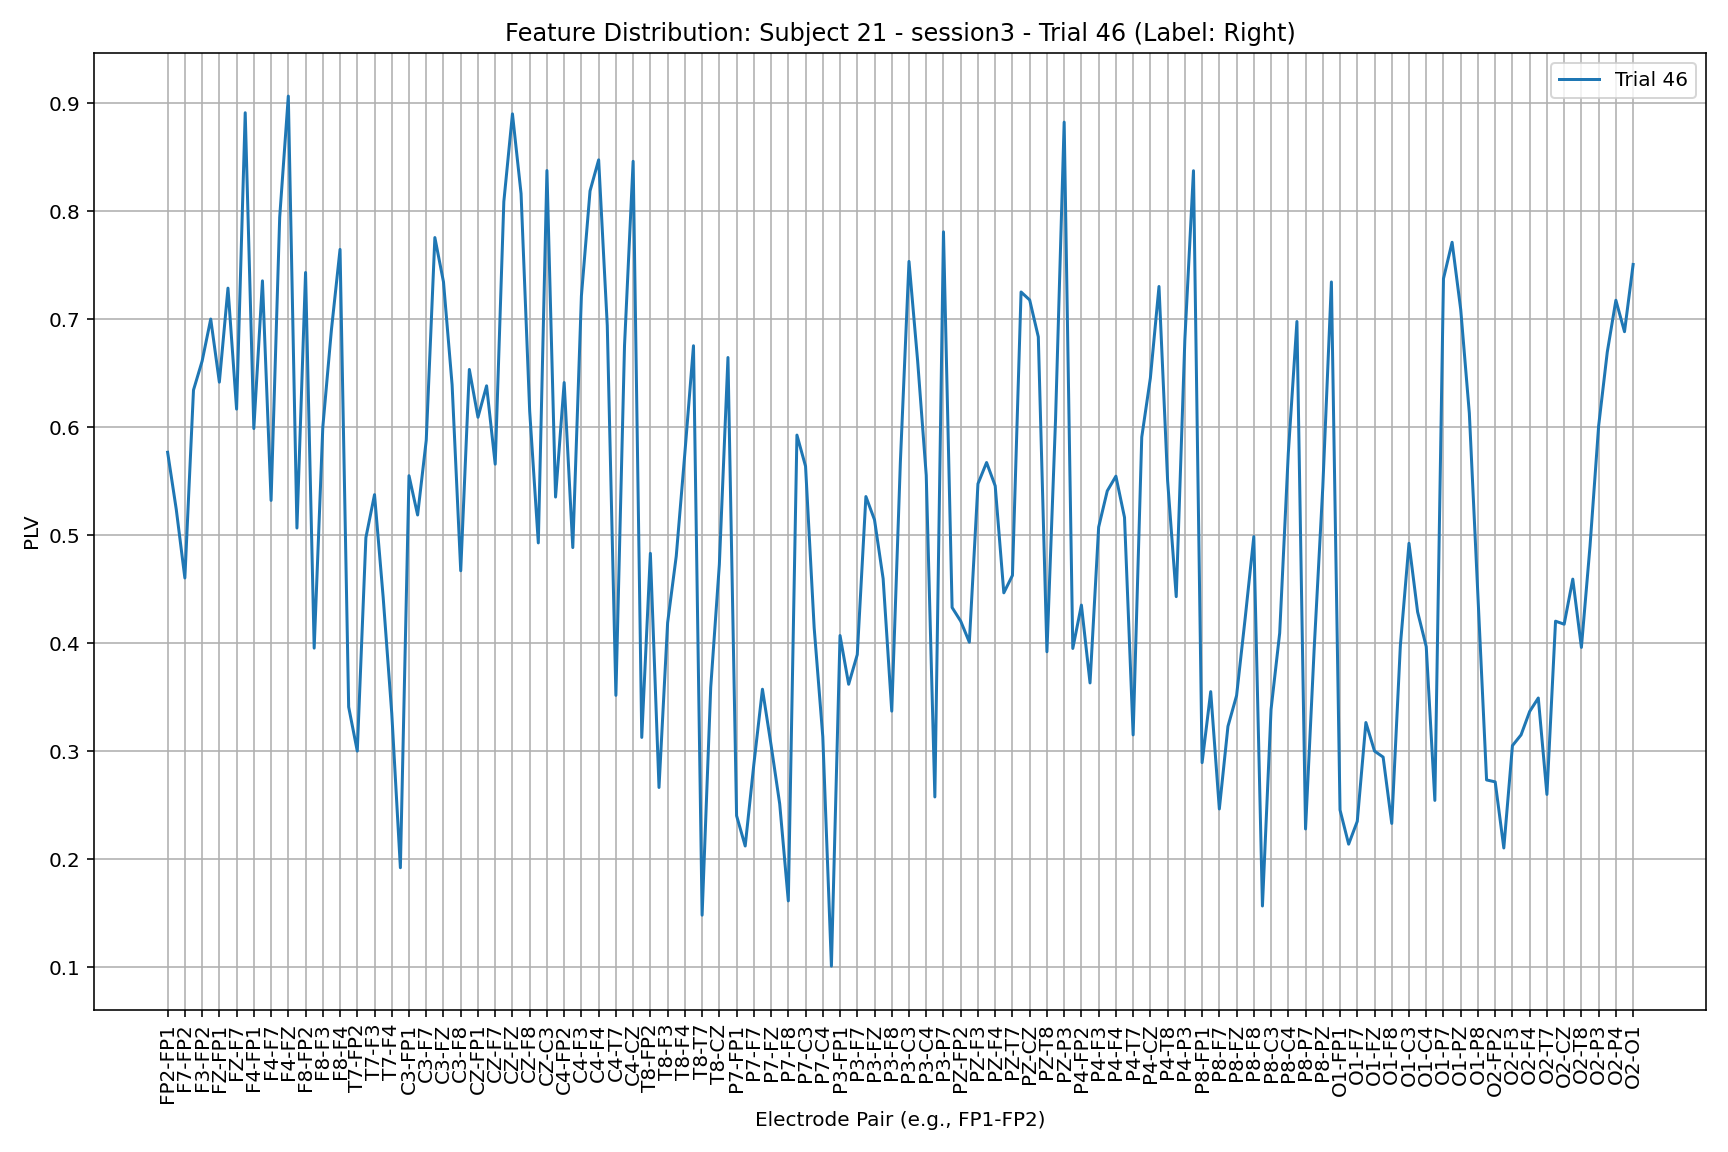 Feature Distribution: Subject 21 - session3 - Trial 46 (Label: Right)
Trial 46
PLV
0.9
0.8
0.7
0.6
0.5
0.4
0.3
0.2
0.1
FP2-FP1
F7-FP2
F3-FP2
FZ-FP1
FZ-F7
F4-FP1
F4-F7
F4-FZ
F8-FP2
F8-F3
F8-F4
T7-FP2
T7-F3
T7-F4
C3-FP1
C3-F7
C3-FZ
C3-F8
CZ-FP1
CZ-F7
CZ-FZ
CZ-F8
CZ-C3
C4-FP2
C4-F3
C4-F4
C4-T7
C4-CZ
T8-FP2
T8-F3
T8-F4
T8-T7
T8-CZ
P7-FP1
P7-F7
P7-FZ
P7-F8
P7-C3
P7-C4
P3-FP1
P3-F7
P3-FZ
P3-F8
P3-C3
P3-C4
P3-P7
PZ-FP2
PZ-F3
PZ-F4
PZ-T7
PZ-CZ
PZ-T8
PZ-P3
P4-FP2
P4-F3
P4-F4
P4-T7
P4-CZ
P4-T8
P4-P3
P8-FP1
P8-F7
P8-FZ
P8-F8
P8-C3
P8-C4
P8-P7
P8-PZ
O1-FP1
O1-F7
O1-FZ
O1-F8
O1-C3
O1-C4
O1-P7
O1-PZ
O1-P8
O2-FP2
O2-F3
O2-F4
O2-T7
O2-CZ
O2-T8
O2-P3
O2-P4
O2-O1
Electrode Pair (e.g., FP1-FP2)